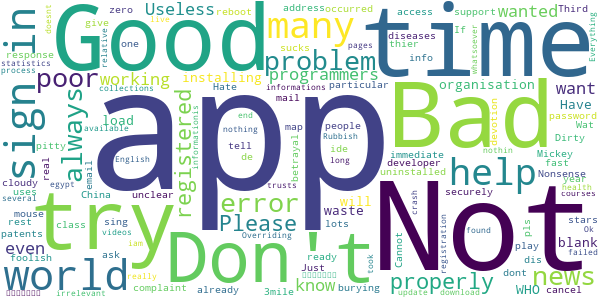 doesnt give zero Useless reboot address occurred If Third
response relative one
Good many wanted access support Everything
time
statistics process
sucks five pages
problem diseases thier whatsoever
sign in poor working Hate info
always installing programmers particular
collections
available
load registered
app
Bad
informations mail organisation want
Have password
Wat Dirty
end nothing map people Rubbish
tell de ide long
devotion nothin
pitty English betrayal immediate Mickey
real developer fast
cloudy uses email China unclear trusts uninstalled Nonsense
help year health courses
several egypt
try error will securely stars
mouse class sing Please waste crash Ok
rest videos lots Not Cannot registration found pls blank failed
patents iam Overriding
even ask Don't properly play dis
foolish really Just ready took know update dont WHO
world complaint already 3mile burying download news cancel
irrelevant